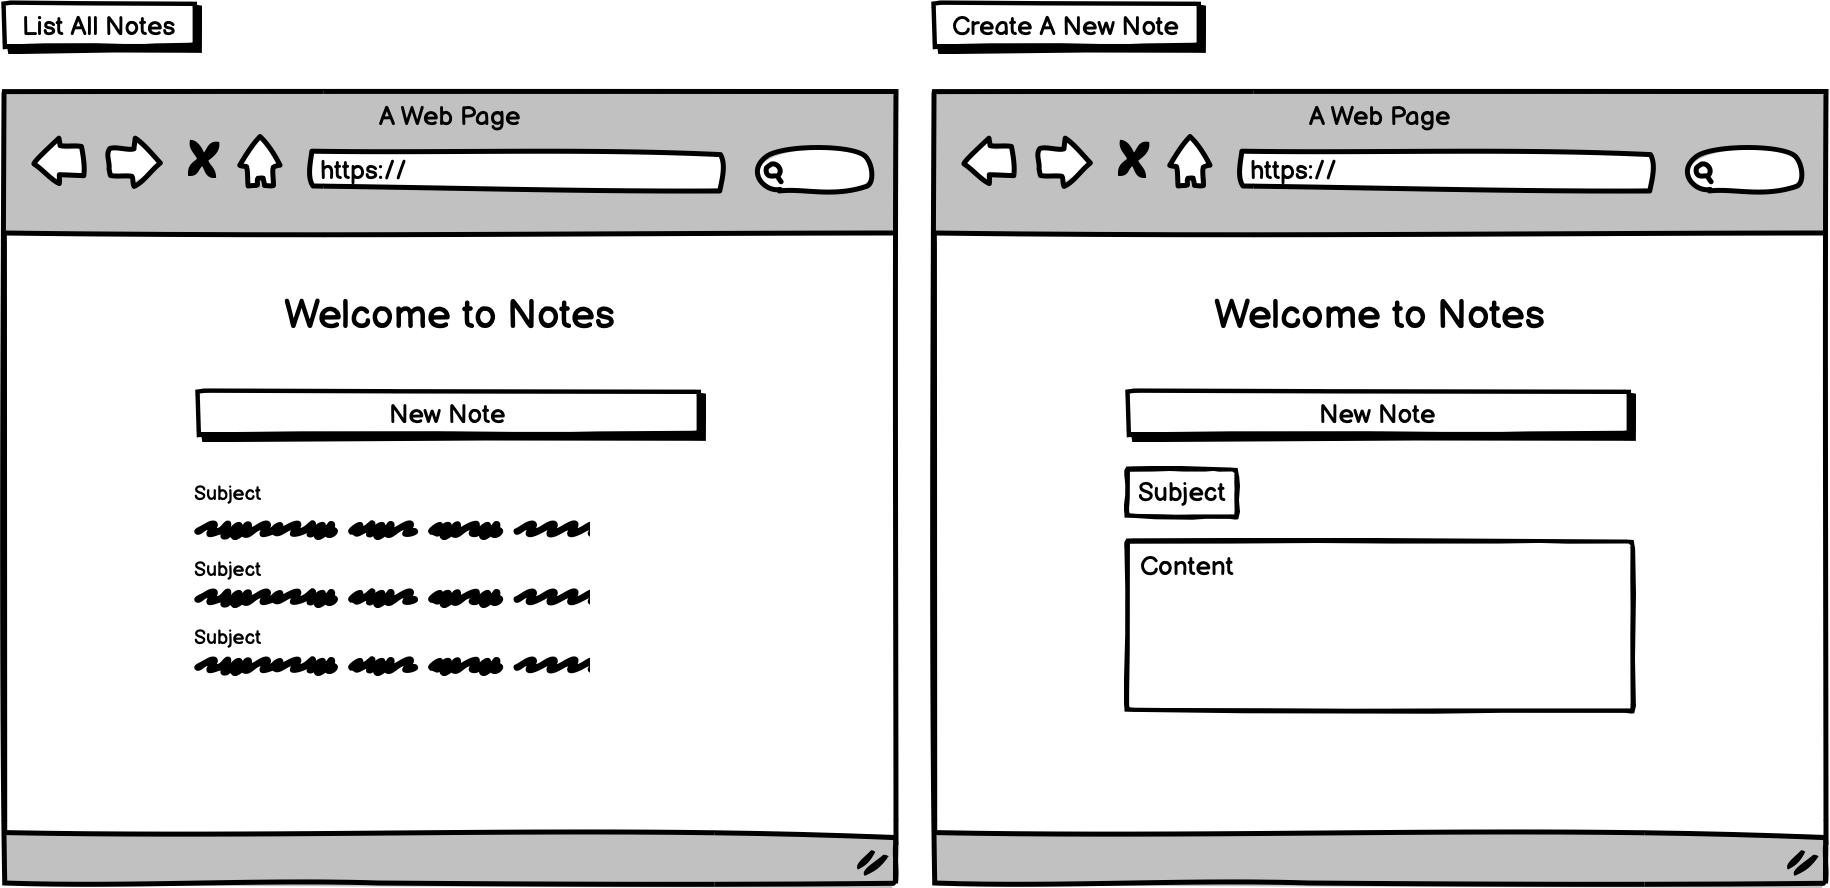 List All Notes
A Web Page
https://
Welcome to Notes
New Note
Subject
Subject
Subject
Create A New Note
A Web Page
https://
Welcome to Notes
New Note
Subject
Content